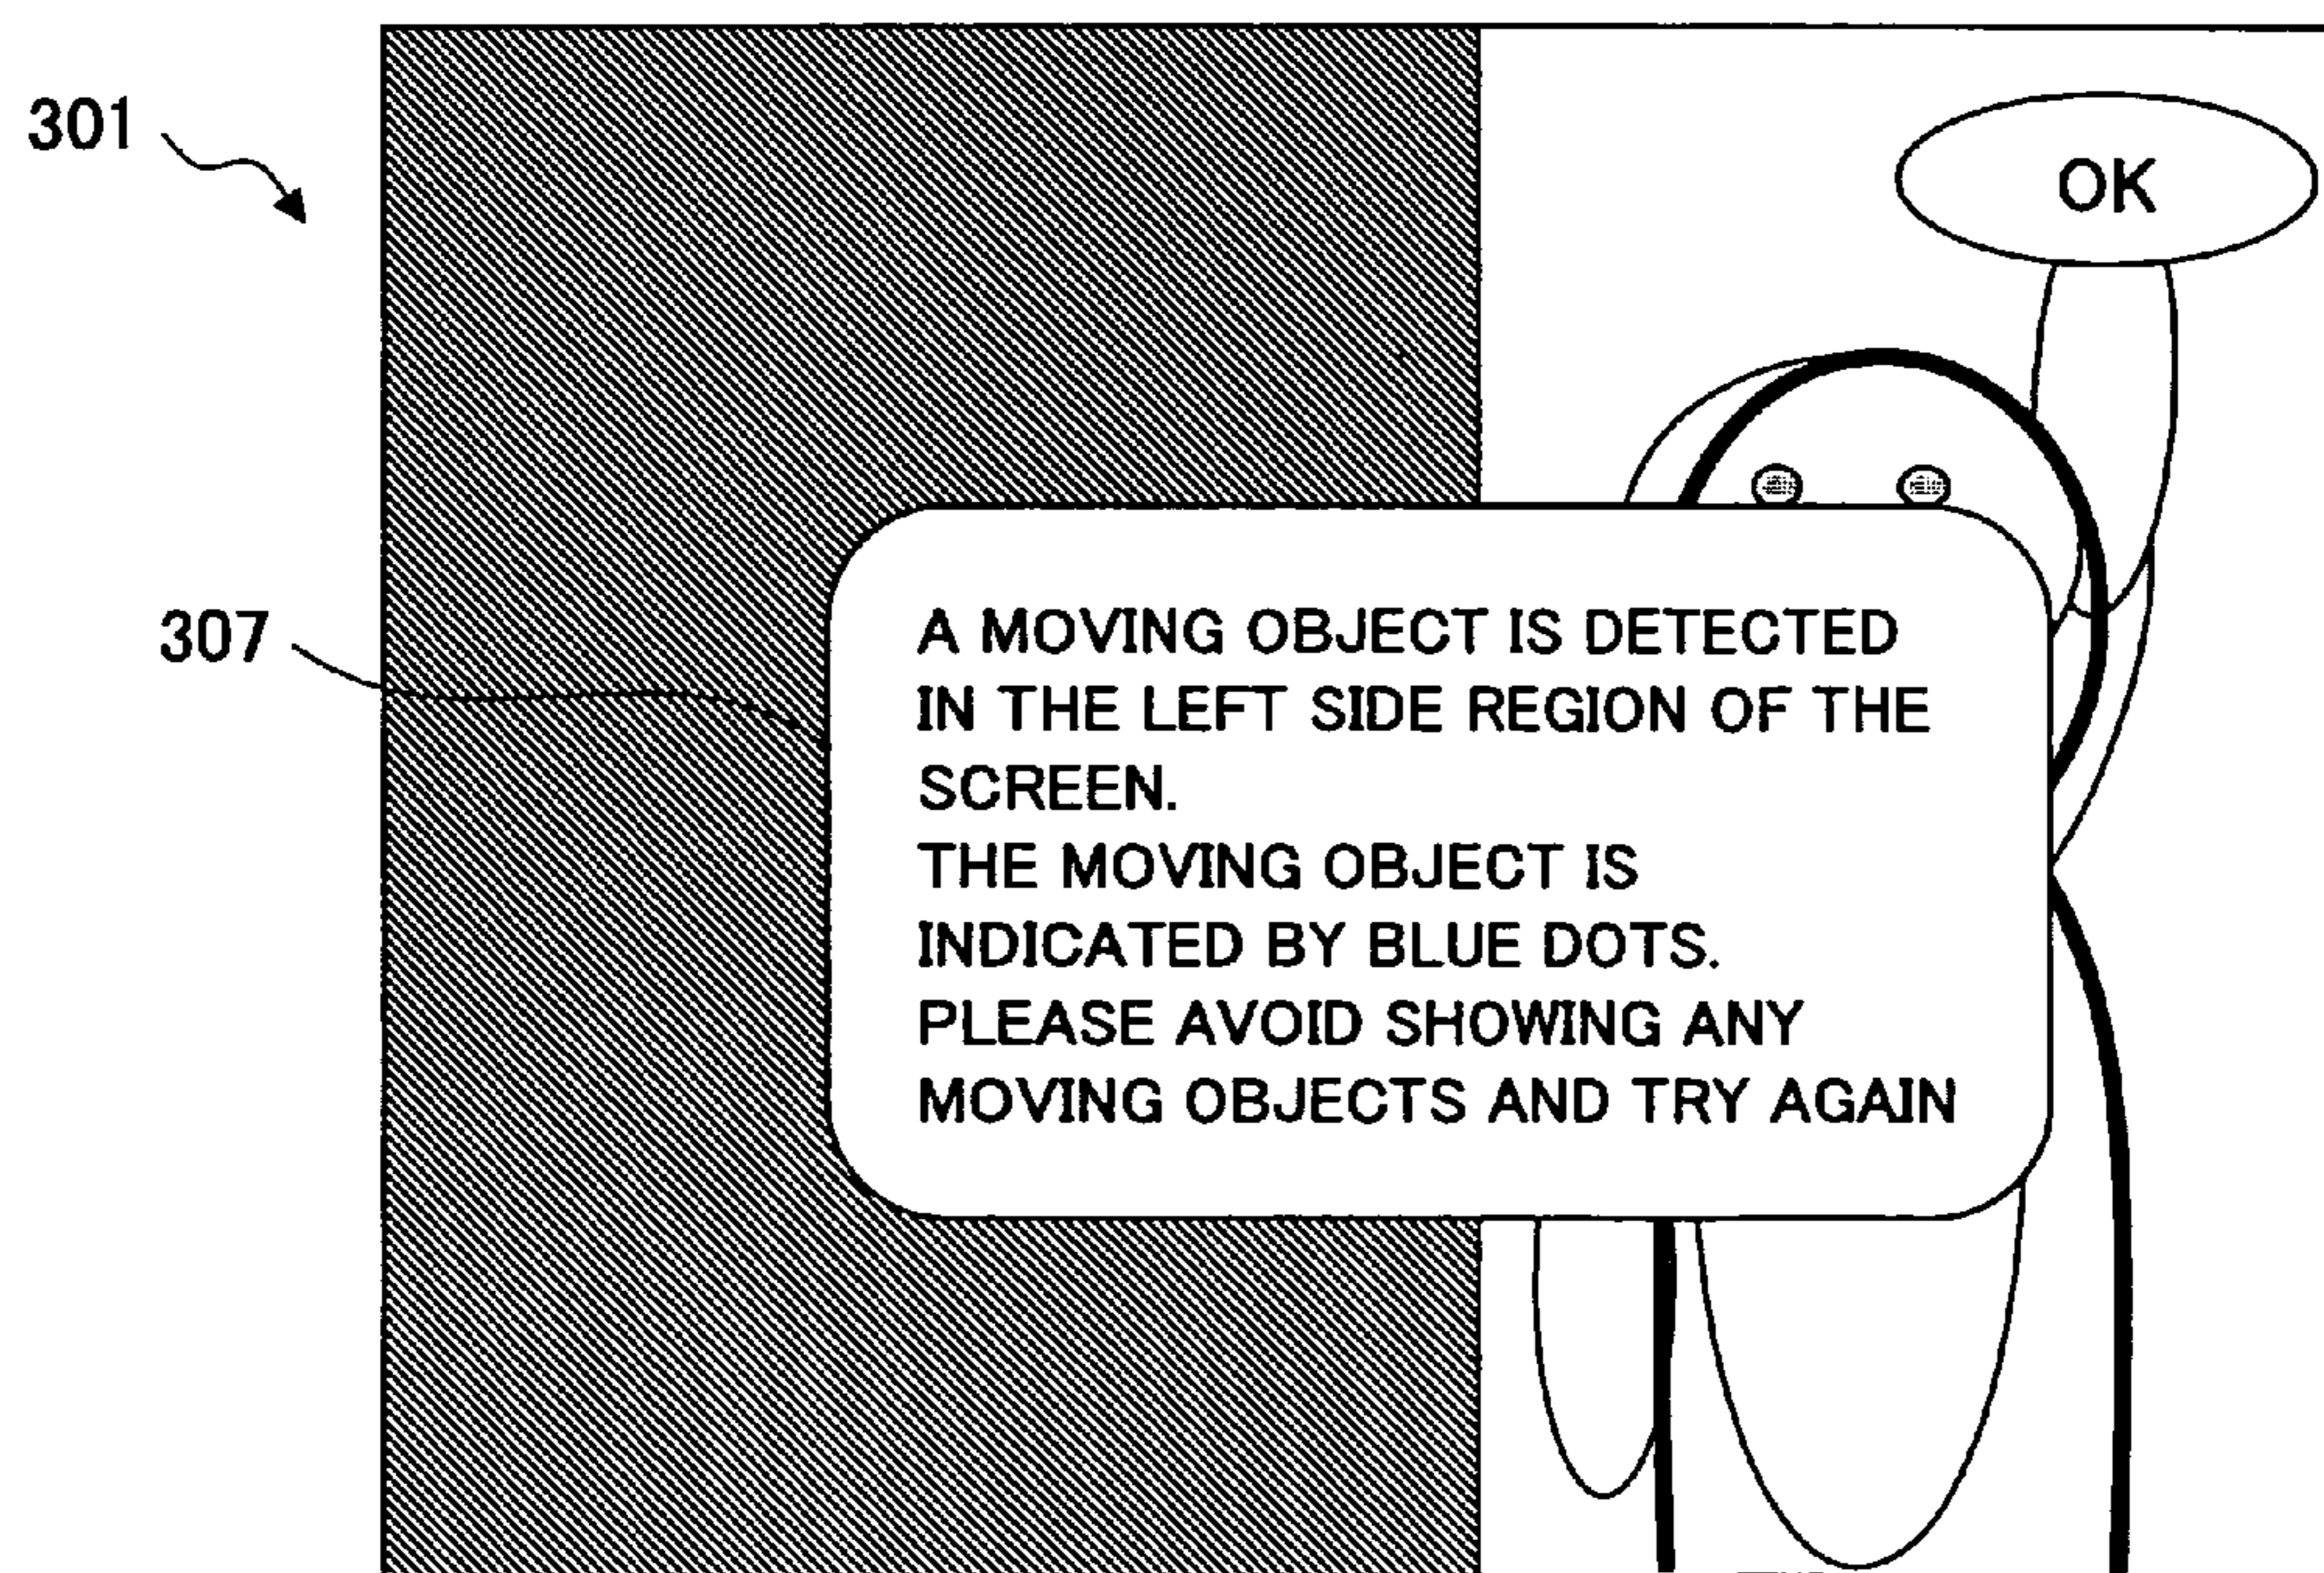 301
OK
307
A MOVING OBJECT IS DETECTED
IN THE LEFT SIDE REGION OF THE
SCREEN.
THE MOVING OBJECT IS
INDICATED BY BLUE DOTS.
PLEASE AVOID SHOWING ANY
MOVING OBJECTS AND TRY AGAIN